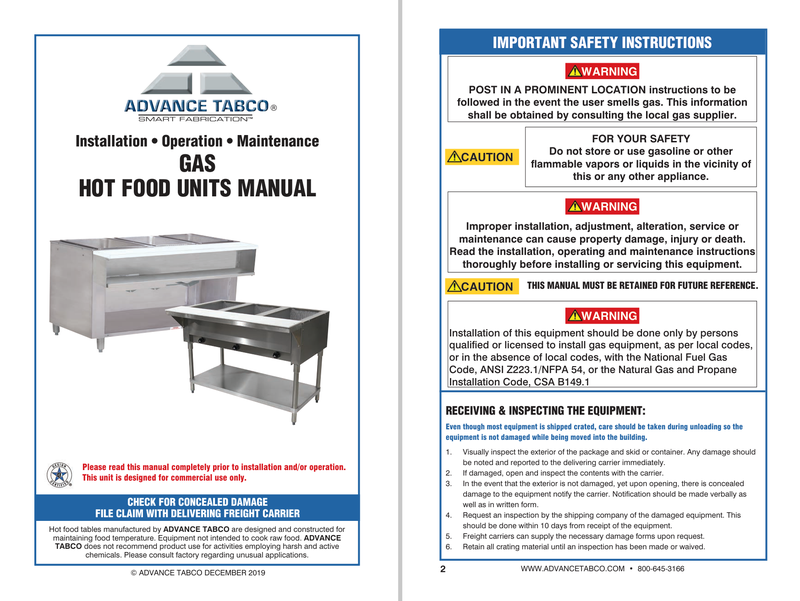 ADVANCE TABCO®
SMART FABRICATION™
Installation • Operation • Maintenance
GAS
HOT FOOD UNITS MANUAL
DESIGN
CERTIFIED
Please read this manual completely prior to installation and/or operation.
This unit is designed for commercial use only.
CHECK FOR CONCEALED DAMAGE
FILE CLAIM WITH DELIVERING FREIGHT CARRIER
Hot food tables manufactured by ADVANCE TABCO are designed and constructed for
maintaining food temperature. Equipment not intended to cook raw food. ADVANCE
TABCO does not recommend product use for activities employing harsh and active
chemicals. Please consult factory regarding unusual applications.
© ADVANCE TABCO DECEMBER 2019
IMPORTANT SAFETY INSTRUCTIONS
WARNING
POST IN A PROMINENT LOCATION instructions to be
followed in the event the user smells gas. This information
shall be obtained by consulting the local gas supplier.
CAUTION
FOR YOUR SAFETY
Do not store or use gasoline or other
flammable vapors or liquids in the vicinity of
this or any other appliance.
WARNING
Improper installation, adjustment, alteration, service or
maintenance can cause property damage, injury or death.
Read the installation, operating and maintenance instructions
thoroughly before installing or servicing this equipment.
CAUTION THIS MANUAL MUST BE RETAINED FOR FUTURE REFERENCE.
WARNING
Installation of this equipment should be done only by persons
qualified or licensed to install gas equipment, as per local codes,
or in the absence of local codes, with the National Fuel Gas
Code, ANSI Z223.1/NFPA 54, or the Natural Gas and Propane
Installation Code, CSA B149.1
RECEIVING & INSPECTING THE EQUIPMENT:
Even though most equipment is shipped crated, care should be taken during unloading so the
equipment is not damaged while being moved into the building.
1. Visually inspect the exterior of the package and skid or container. Any damage should
be noted and reported to the delivering carrier immediately.
2. If damaged, open and inspect the contents with the carrier.
3. In the event that the exterior is not damaged, yet upon opening, there is concealed
damage to the equipment notify the carrier. Notification should be made verbally as
well as in written form.
4. Request an inspection by the shipping company of the damaged equipment. This
should be done within 10 days from receipt of the equipment.
5. Freight carriers can supply the necessary damage forms upon request.
6. Retain all crating material until an inspection has been made or waived.
2 WWW.ADVANCETABCO.COM • 800-645-3166